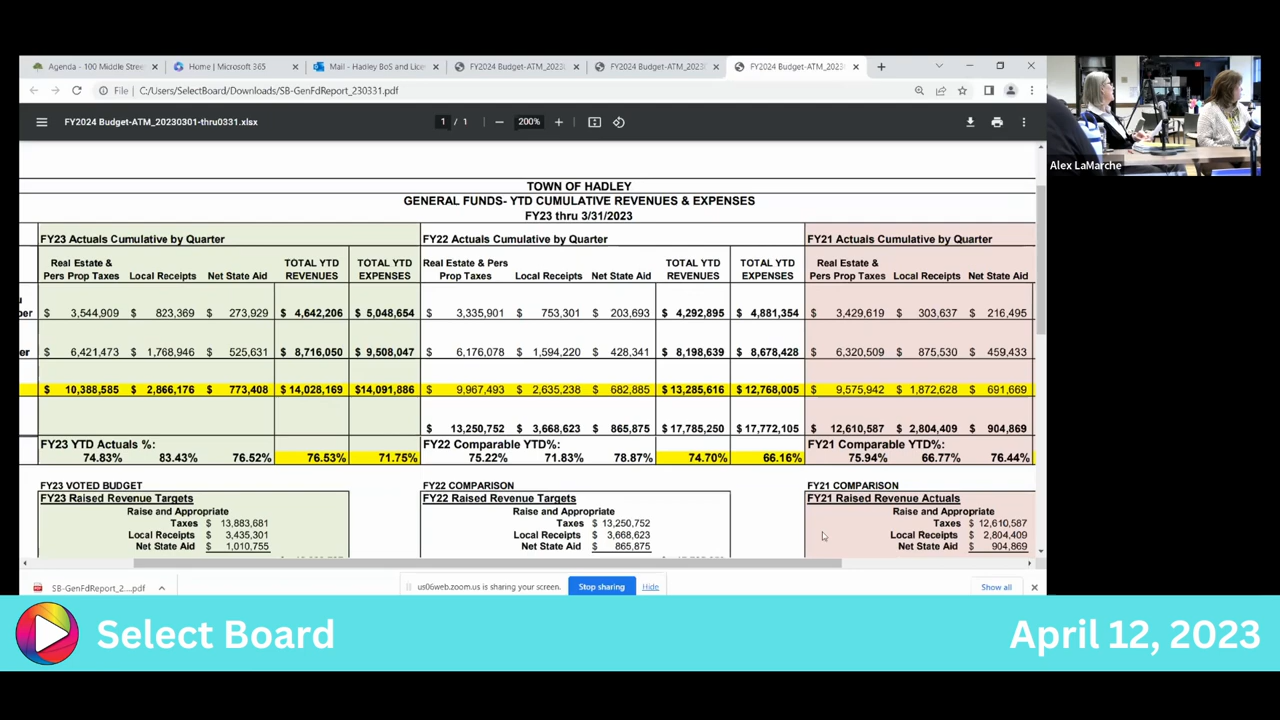 Agenda - 100 Middle Stree
Home | Microsoft 365
Mail - Hadley BoS and Lice
FY2024 Budget-ATM_202303
FY2024 Budget-ATM_202303
FY2024 Budget-ATM_202303
File | C:/Users/SelectBoard/Downloads/SB-GenFdReport_230331.pdf
FY2024 Budget-ATM_20230301-thru0331.xlsx
1 / 1
200%
Alex LaMarche
TOWN OF HADLEY
GENERAL FUNDS- YTD CUMULATIVE REVENUES & EXPENSES
FY23 thru 3/31/2023
FY23 Actuals Cumulative by Quarter FY22 Actuals Cumulative by Quarter FY21 Actuals Cumulative by Quarter
Real Estate & TOTAL YTD TOTAL YTD Real Estate & Pers TOTAL YTD TOTAL YTD Real Estate &
Pers Prop Taxes Local Receipts Net State Aid REVENUES EXPENSES Prop Taxes Local Receipts Net State Aid REVENUES EXPENSES Pers Prop Taxes Local Receipts Net State Aid
u
ber $ 3,544,909 $ 823,369 $ 273,929 $ 4,642,206 $ 5,048,654 $ 3,335,901 $ 753,301 $ 203,693 $ 4,292,895 $ 4,881,354 $ 3,429,619 $ 303,637 $ 216,495
er $ 6,421,473 $ 1,768,946 $ 525,631 $ 8,716,050 $ 9,508,047 $ 6,176,078 $ 1,594,220 $ 428,341 $ 8,198,639 $ 8,678,428 $ 6,320,509 $ 875,530 $ 459,433
$ 10,388,585 $ 2,866,176 $ 773,408 $ 14,028,169 $14,091,886 $ 9,967,493 $ 2,635,238 $ 682,885 $ 13,285,616 $ 12,768,005 $ 9,575,942 $ 1,872,628 $ 691,669
$ 13,250,752 $ 3,668,623 $ 865,875 $ 17,785,250 $ 17,772,105 $ 12,610,587 $ 2,804,409 $ 904,869
FY23 YTD Actuals %: FY22 Comparable YTD%: FY21 Comparable YTD%:
74.83% 83.43% 76.52% 76.53% 71.75% 75.22% 71.83% 78.87% 74.70% 66.16% 75.94% 66.77% 76.44%
FY23 VOTED BUDGET FY22 COMPARISON FY21 COMPARISON
FY23 Raised Revenue Targets FY22 Raised Revenue Targets FY21 Raised Revenue Actuals
Raise and Appropriate Raise and Appropriate Raise and Appropriate
Taxes $ 13,883,681 Taxes $ 13,250,752 Taxes $ 12,610,587
Local Receipts $ 3,435,301 Local Receipts $ 3,668,623 Local Receipts $ 2,804,409
Net State Aid $ 1,010,755 Net State Aid $ 865,875 Net State Aid $ 904,869
SB-GenFdReport_2....pdf
us06web.zoom.us is sharing your screen.
Stop sharing
Hide
Show all
Select Board
April 12, 2023